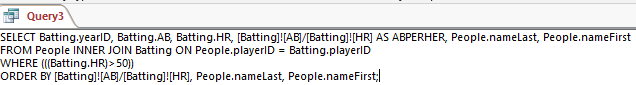 Query3
SELECT Batting.yearID, Batting.AB, Batting.HR, [Batting]![AB]/[Batting]![HR] AS ABPERHER, People.nameLast, People.nameFirst
FROM People INNER JOIN Batting ON People.playerID = Batting.playerID
WHERE (((Batting.HR)>50))
ORDER BY [Batting]![AB]/[Batting]![HR], People.nameLast, People.nameFirst;